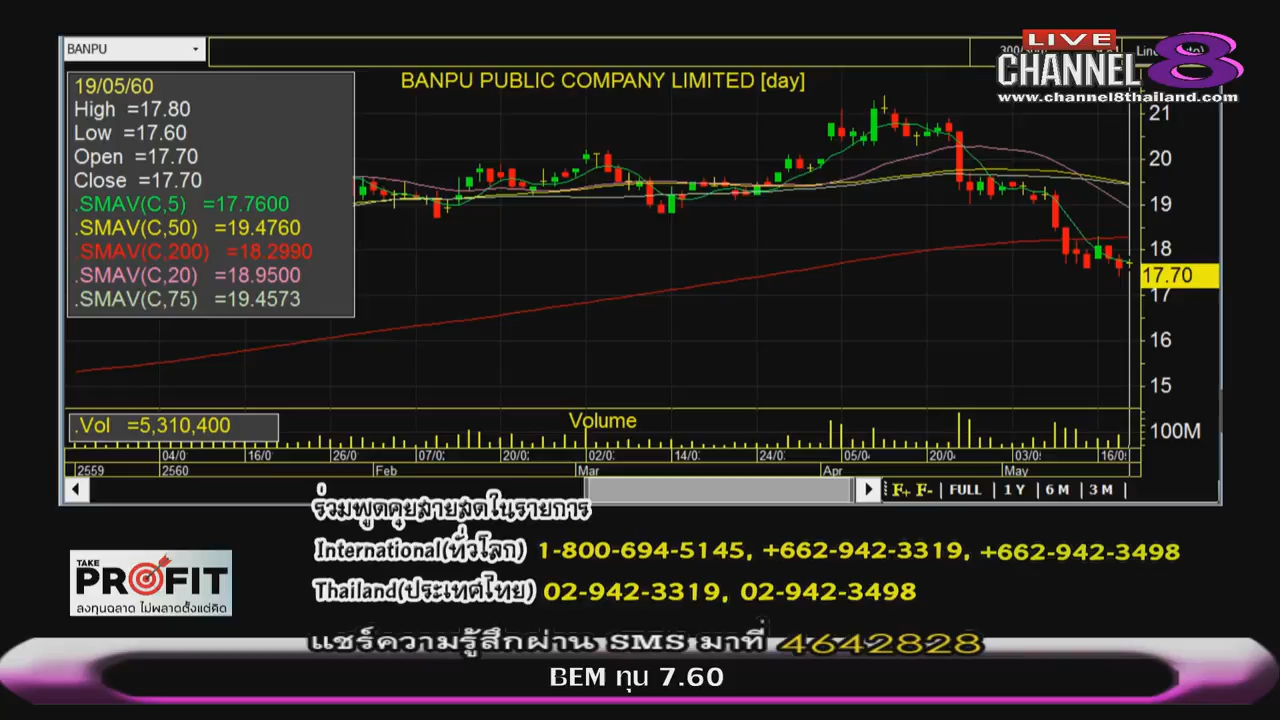 BANPU
LIVE
CHANNEL 8
www.channel8thailand.com
BANPU PUBLIC COMPANY LIMITED [day]
19/05/60
High =17.80
Low =17.60
Open =17.70
Close =17.70
.SMAV(C,5) =17.7600
.SMAV(C,50) =19.4760
.SMAV(C,200) =18.2990
.SMAV(C,20) =18.9500
.SMAV(C,75) =19.4573
21
20
19
18
17.70
17
16
15
.Vol =5,310,400
Volume
100M
04/0 16/0 26/0 07/0 20/0 02/0 14/0 24/0 05/0 20/0 03/0 16/0
2559 2560 Feb Mar Apr May
F+ F- FULL 1 Y 6 M 3 M
0
ร่วมพูดคุยสายสดในรายการ
International(ทั่วโลก) 1-800-694-5145, +662-942-3319, +662-942-3498
Thailand(ประเทศไทย) 02-942-3319, 02-942-3498
TAKE
PROFIT
ลงทุนฉลาด ไม่พลาดตั้งแต่คิด
แชร์ความรู้สึกผ่าน SMS มาที่ 4642828
BEM ทุน 7.60